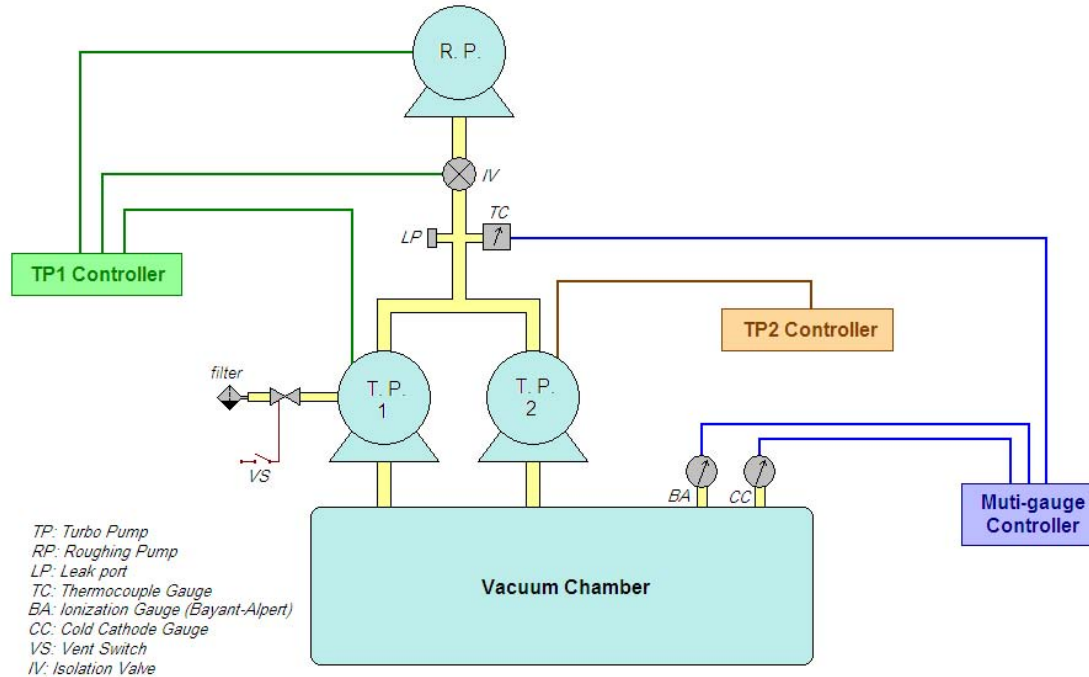 R. P.
IV
TC
LP
TP1 Controller
TP2 Controller
filter
T. P.
1
T. P.
2
VS
BA
CC
Muti-gauge
Controller
Vacuum Chamber
TP: Turbo Pump
RP: Roughing Pump
LP: Leak port
TC: Thermocouple Gauge
BA: Ionization Gauge (Bayant-Alpert)
CC: Cold Cathode Gauge
VS: Vent Switch
IV: Isolation Valve